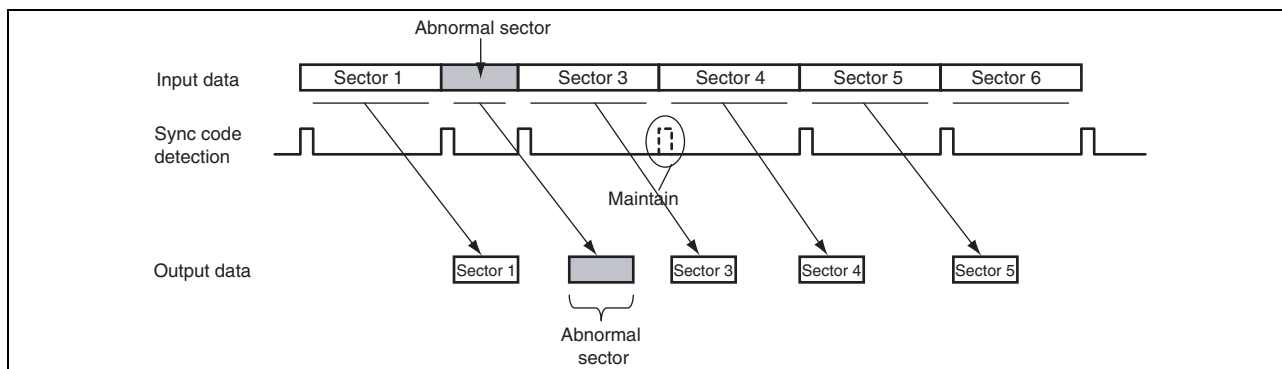 Abnormal sector
Input data
Sector 1
Sector 3
Sector 4
Sector 5
Sector 6
Sync code
detection
Maintain
Output data
Sector 1
Sector 3
Sector 4
Sector 5
Abnormal
sector